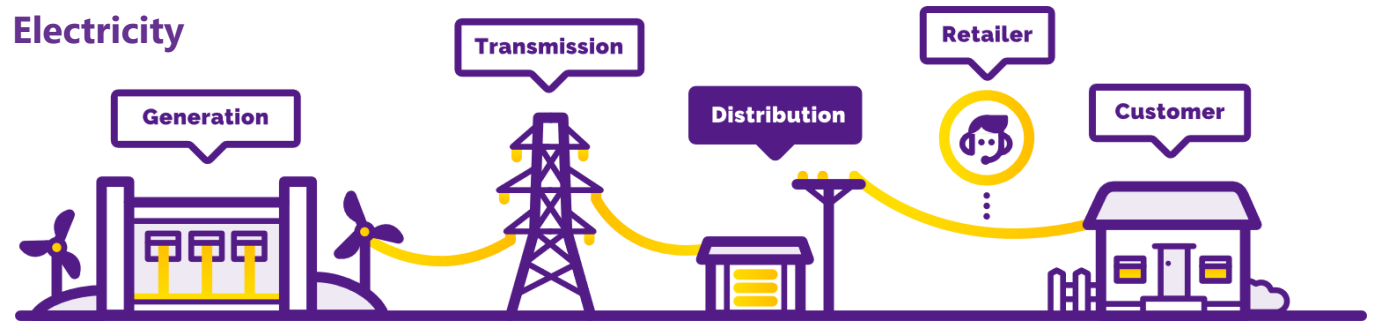 Electricity
Generation
Transmission
Distribution
Retailer
Customer